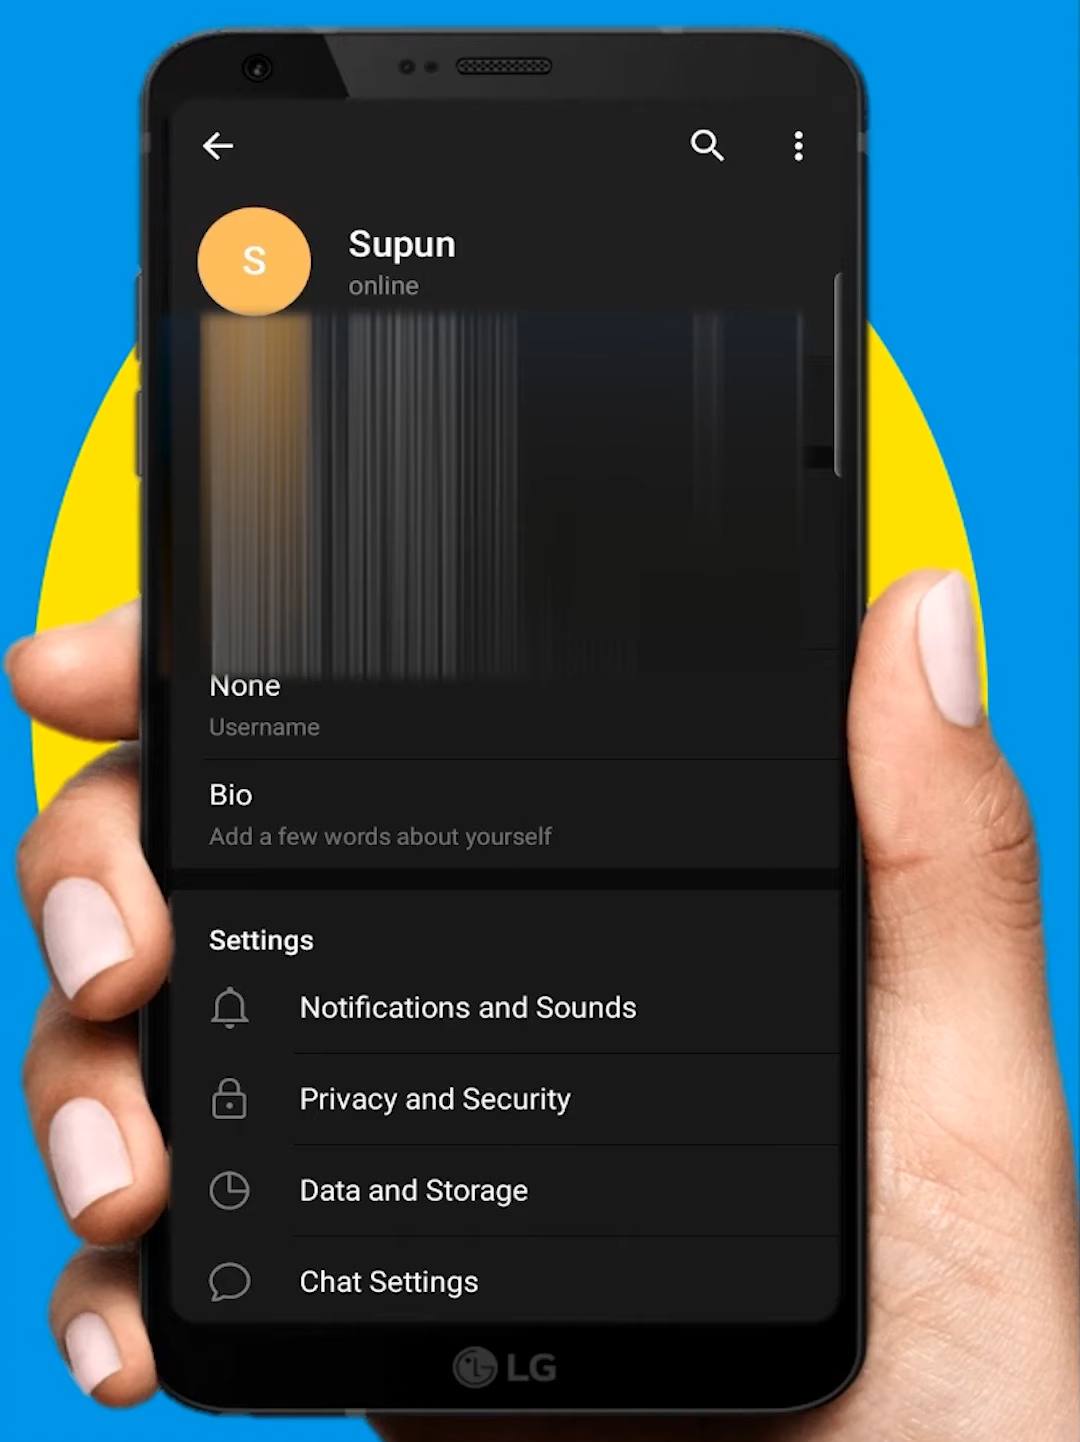 S
Supun
online
None
Username
Bio
Add a few words about yourself
Settings
Notifications and Sounds
Privacy and Security
Data and Storage
Chat Settings
LG